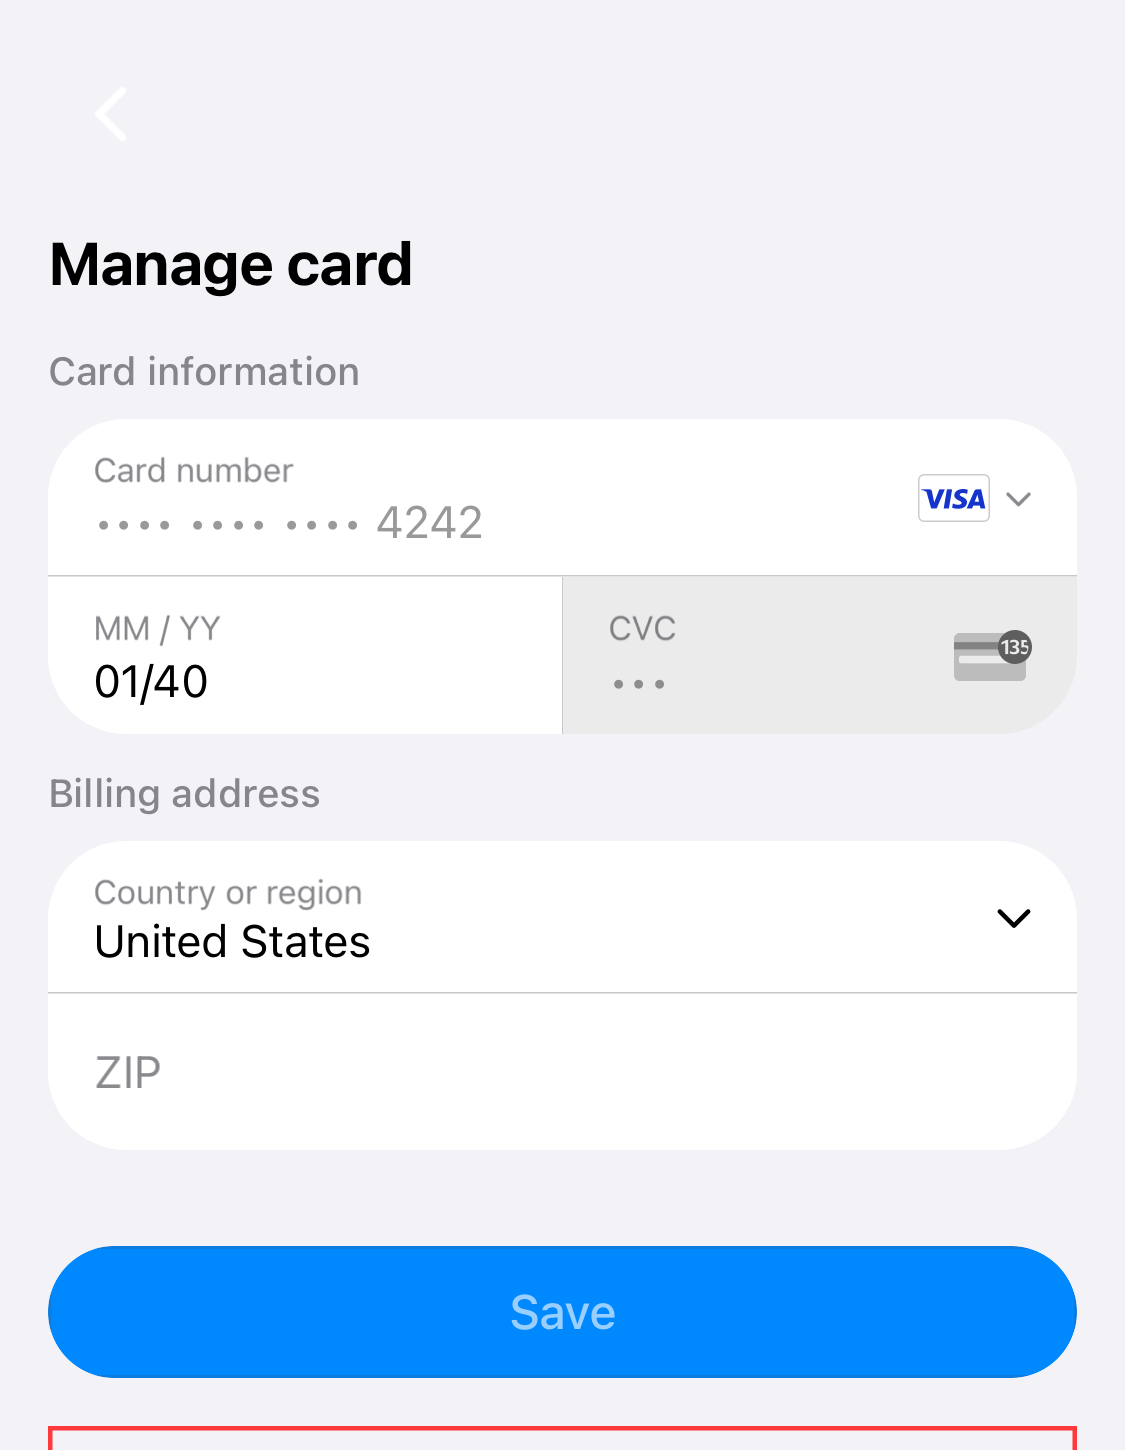 Manage card
Card information
Card number
•••• •••• •••• 4242
VISA
MM / YY
01/40
CVC
•••
135
Billing address
Country or region
United States
ZIP
Save